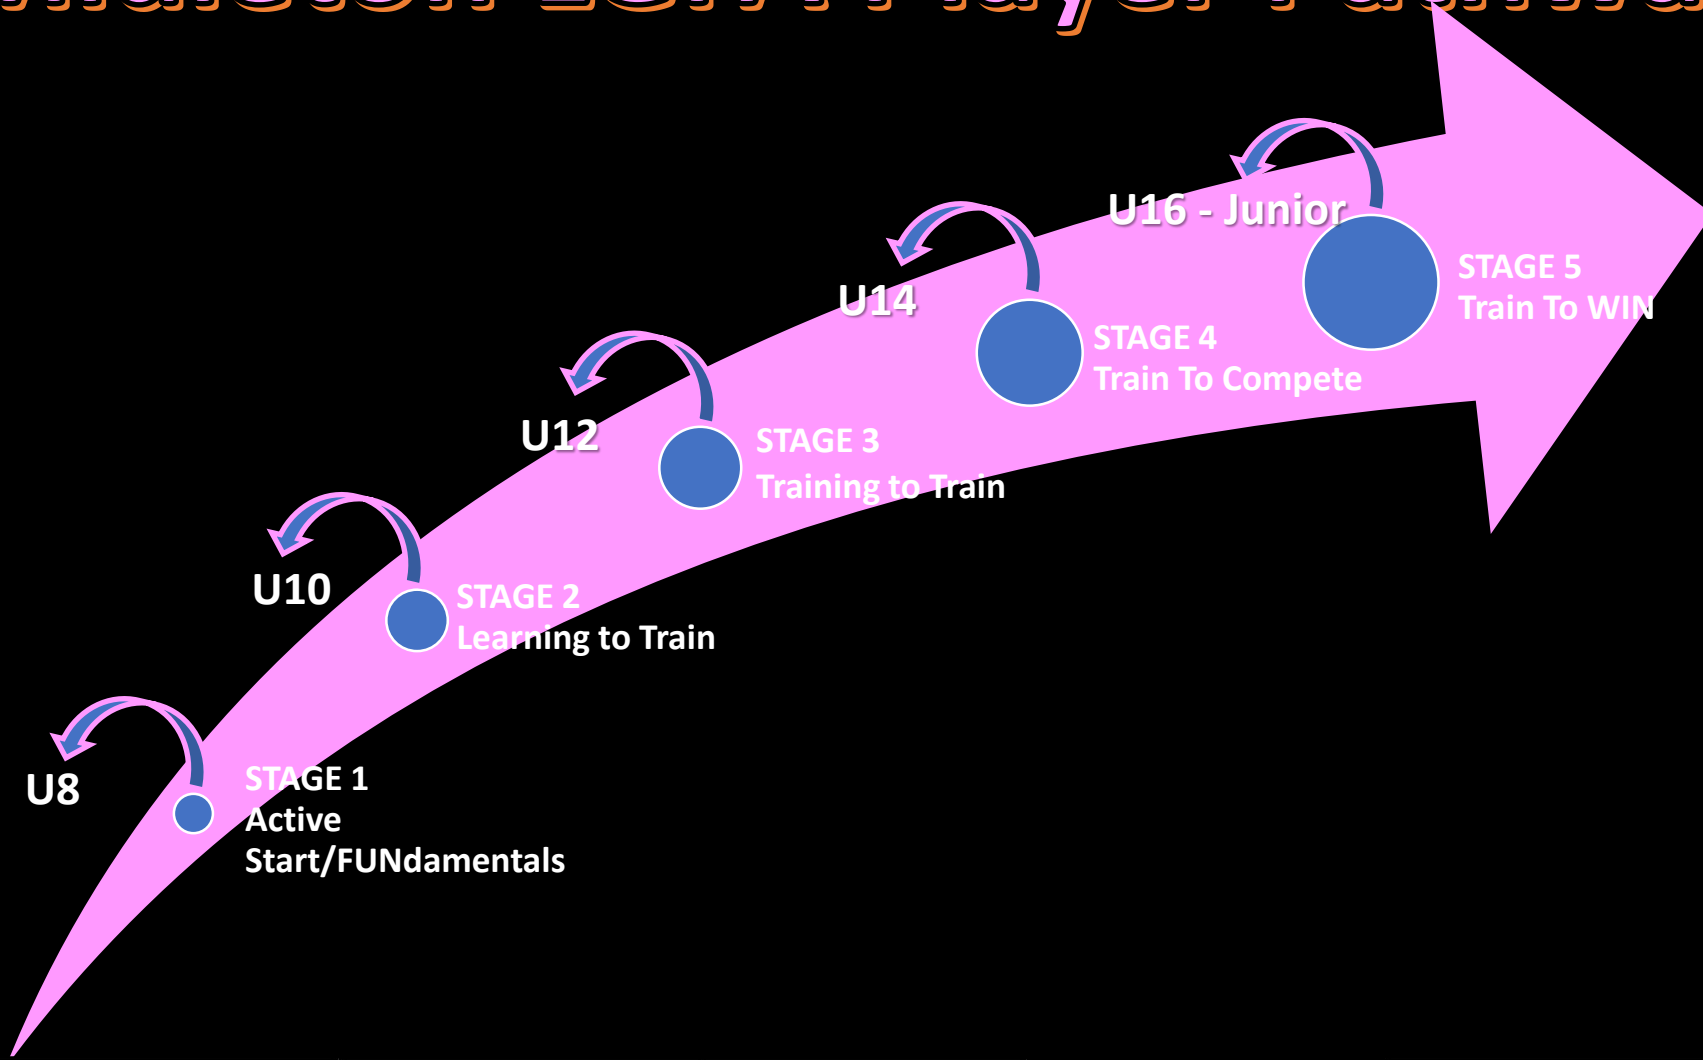 U16 - Junior
STAGE 5
Train To WIN
U14
STAGE 4
Train To Compete
U12
STAGE 3
Training to Train
U10
STAGE 2
Learning to Train
U8
STAGE 1
Active
Start/FUNdamentals